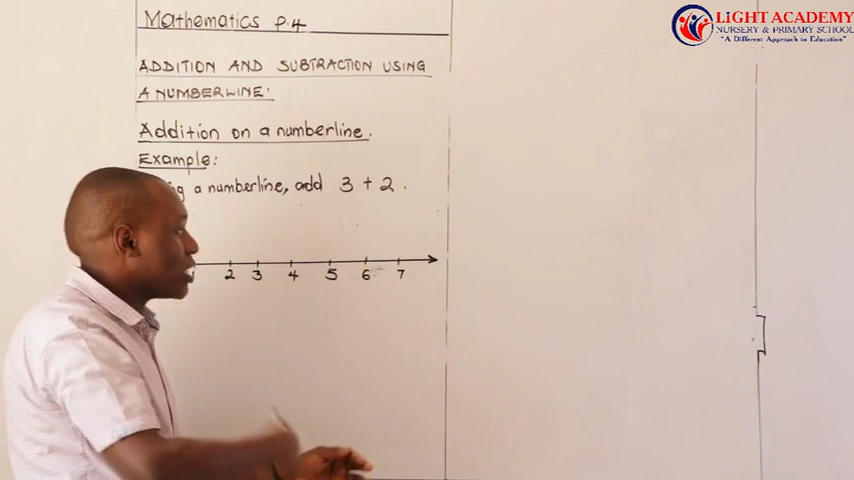 Mathematics p.4
ADDITION AND SUBTRACTION USING
A NUMBERLINE:
Addition on a numberline.
Example:
a numberline, add 3 + 2.
2 3 4 5 6 7
LIGHT ACADEMY
NURSERY & PRIMARY SCHOOL
"A Different Approach to Education"